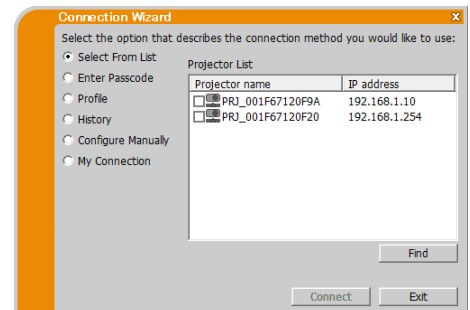 Connection Wizard
Select the option that describes the connection method you would like to use:
Select From List
Enter Passcode
Profile
History
Configure Manually
My Connection
Projector List
Projector name IP address
PRJ_001F67120F9A 192.168.1.10
PRJ_001F67120F20 192.168.1.254
Find
Connect Exit